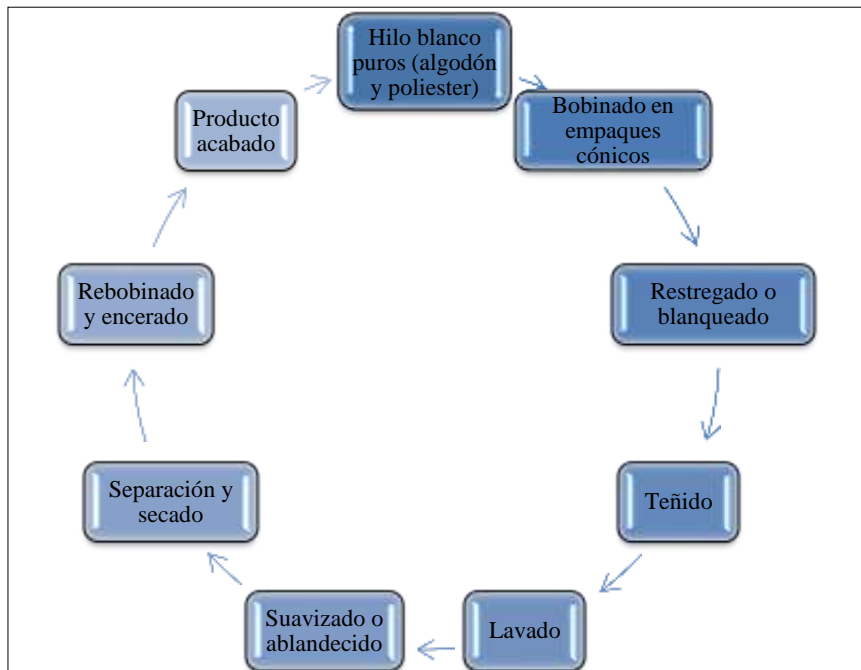 Hilo blanco
puros (algodón
y poliester)
Bobinado en
empaques
cónicos
Restregado o
blanqueado
Teñido
Lavado
Suavizado o
ablandecido
Separación y
secado
Rebobinado
y encerado
Producto
acabado